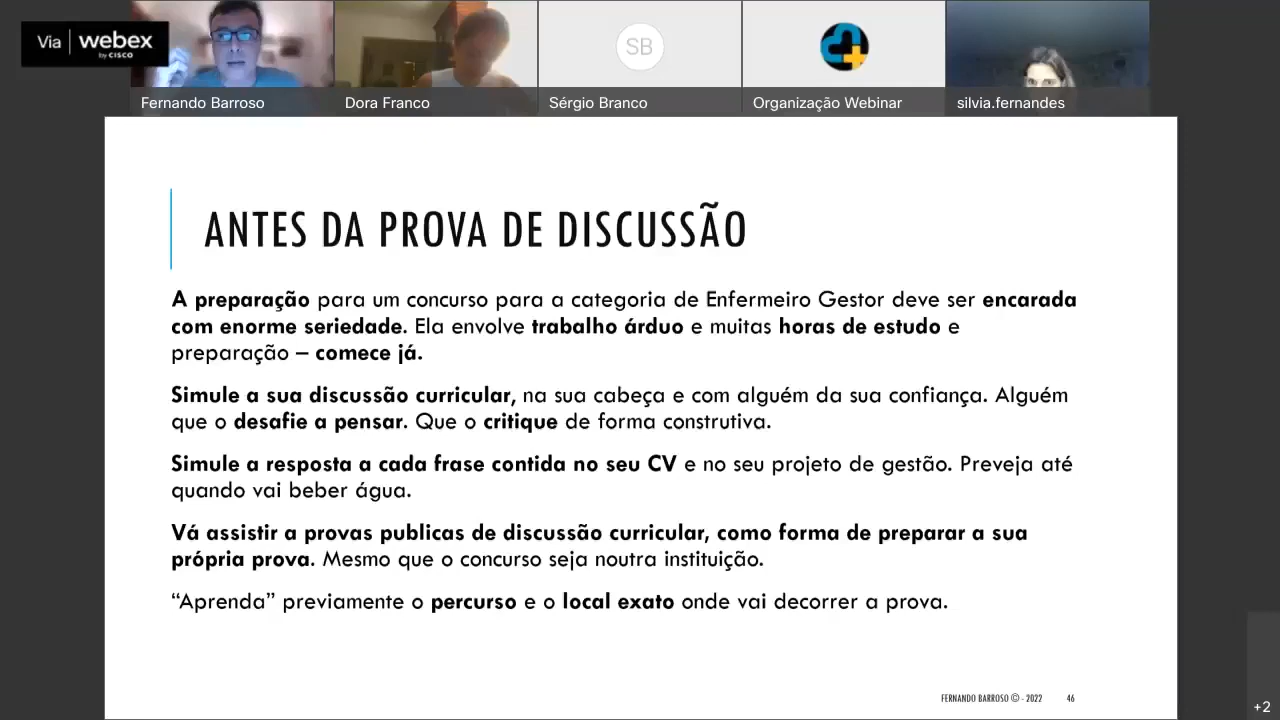 Via webex
by CISCO
Fernando Barroso
Dora Franco
SB
Sérgio Branco
Organização Webinar
silvia.fernandes
ANTES DA PROVA DE DISCUSSÃO
A preparação para um concurso para a categoria de Enfermeiro Gestor deve ser encarada
com enorme seriedade. Ela envolve trabalho árduo e muitas horas de estudo e
preparação – comece já.
Simule a sua discussão curricular, na sua cabeça e com alguém da sua confiança. Alguém
que o desafie a pensar. Que o critique de forma construtiva.
Simule a resposta a cada frase contida no seu CV e no seu projeto de gestão. Preveja até
quando vai beber água.
Vá assistir a provas publicas de discussão curricular, como forma de preparar a sua
própria prova. Mesmo que o concurso seja noutra instituição.
“Aprenda” previamente o percurso e o local exato onde vai decorrer a prova.
FERNANDO BARROSO © - 2022 46
+2